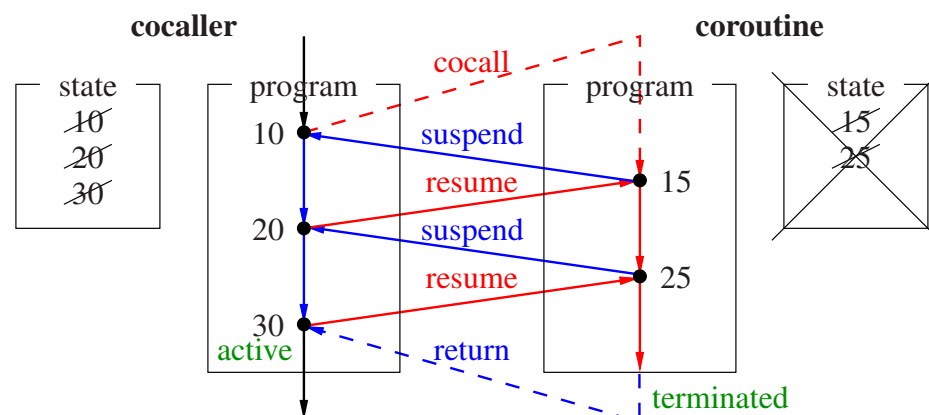 cocaller
coroutine
state
program
cocall
program
state
10
20
30
10
20
30
active
suspend
resume
suspend
resume
return
15
25
terminated
15
25